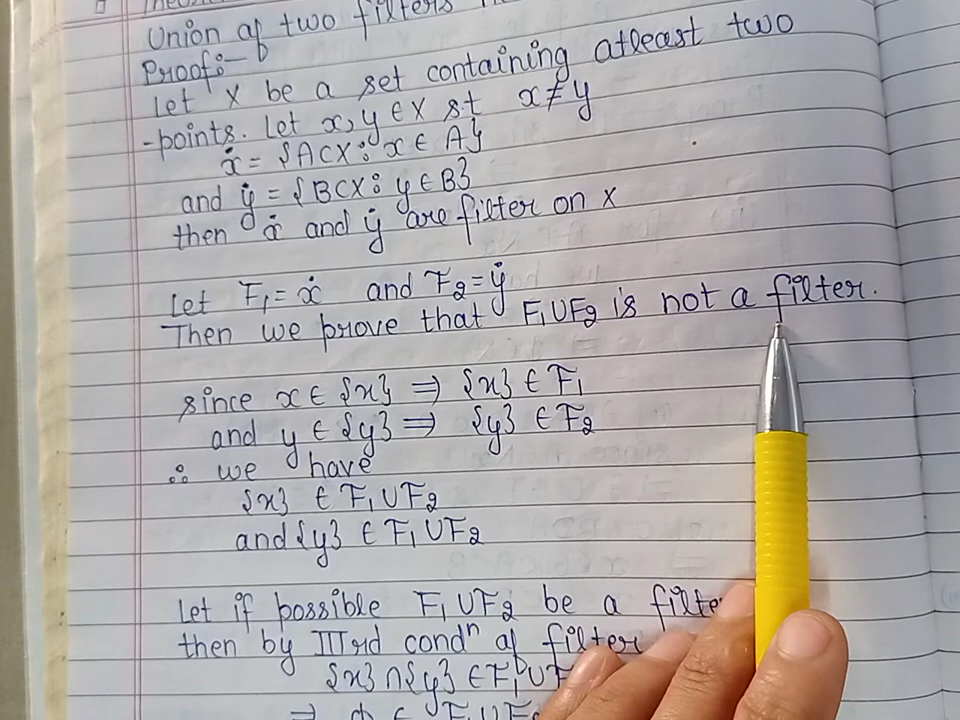 Union of two filters
Proof:-
Let X be a set containing atleast two
-points. Let x, y ∈ X s.t x ≠ y
ẋ = {A⊂X : x ∈ A}
and ẏ = {B⊂X : y ∈ B}
then ẋ and ẏ are filter on X
Let F₁ = ẋ and F₂ = ẏ
Then we prove that F₁∪F₂ is not a filter.
since x ∈ {x} ⇒ {x} ∈ F₁
and y ∈ {y} ⇒ {y} ∈ F₂
∴ we have
{x} ∈ F₁∪F₂
and {y} ∈ F₁∪F₂
Let if possible F₁∪F₂ be a
then by IIIrd condⁿ of filter
{x}∩{y} ∈ F₁∪F
⇒ ϕ ∈ F₁∪F₂